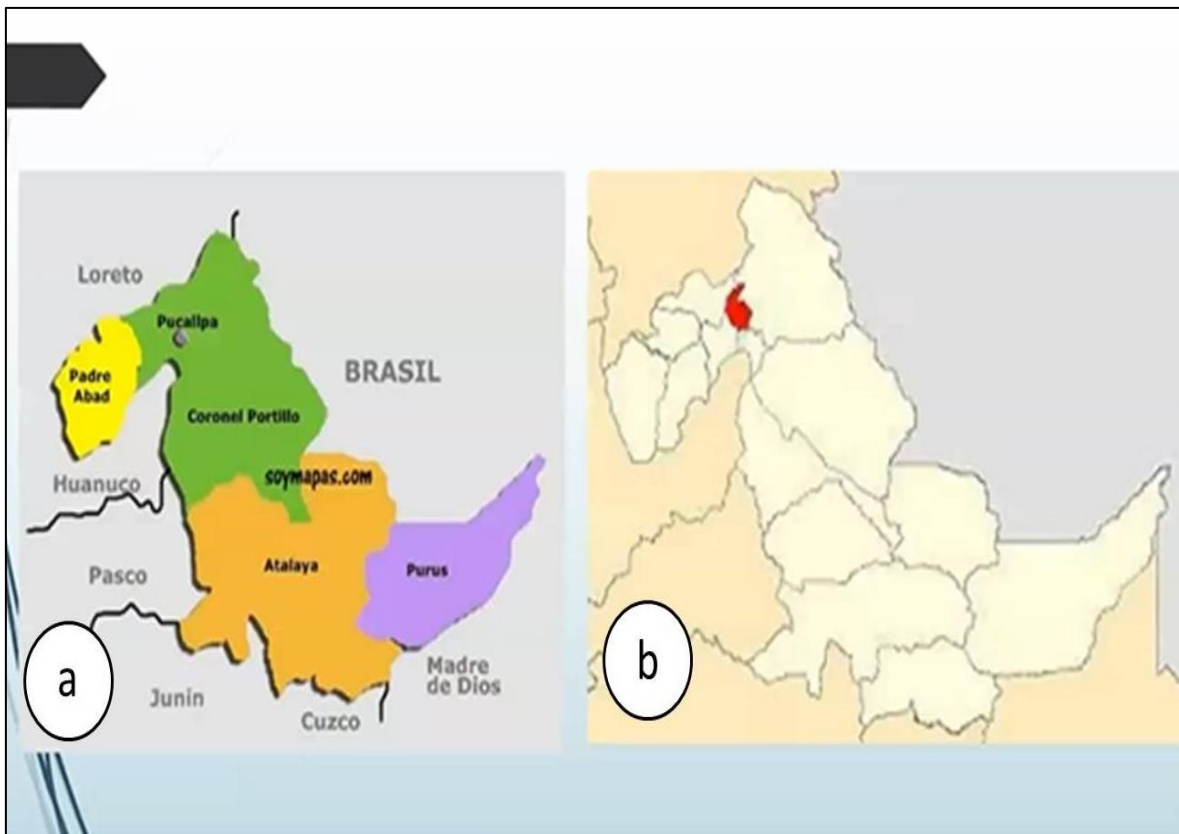 Loreto
Pucallpa
Padre
Abad
BRASIL
Coronel Portillo
soymapas.com
Huanuco
Atalaya
Purus
Pasco
Madre
de Dios
Junin
Cuzco
a
b